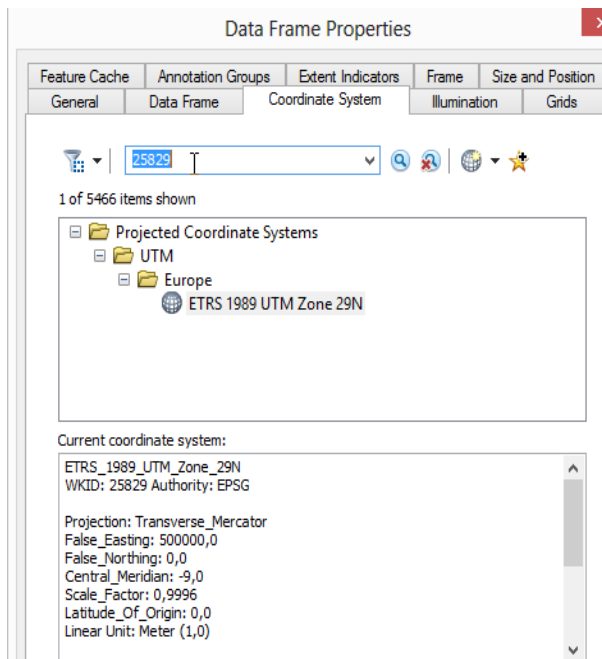 Data Frame Properties
Feature Cache Annotation Groups Extent Indicators Frame Size and Position
General Data Frame Coordinate System Illumination Grids
25829
1 of 5466 items shown
Projected Coordinate Systems
UTM
Europe
ETRS 1989 UTM Zone 29N
Current coordinate system:
ETRS_1989_UTM_Zone_29N
WKID: 25829 Authority: EPSG
Projection: Transverse_Mercator
False_Easting: 500000,0
False_Northing: 0,0
Central_Meridian: -9,0
Scale_Factor: 0,9996
Latitude_Of_Origin: 0,0
Linear Unit: Meter (1,0)